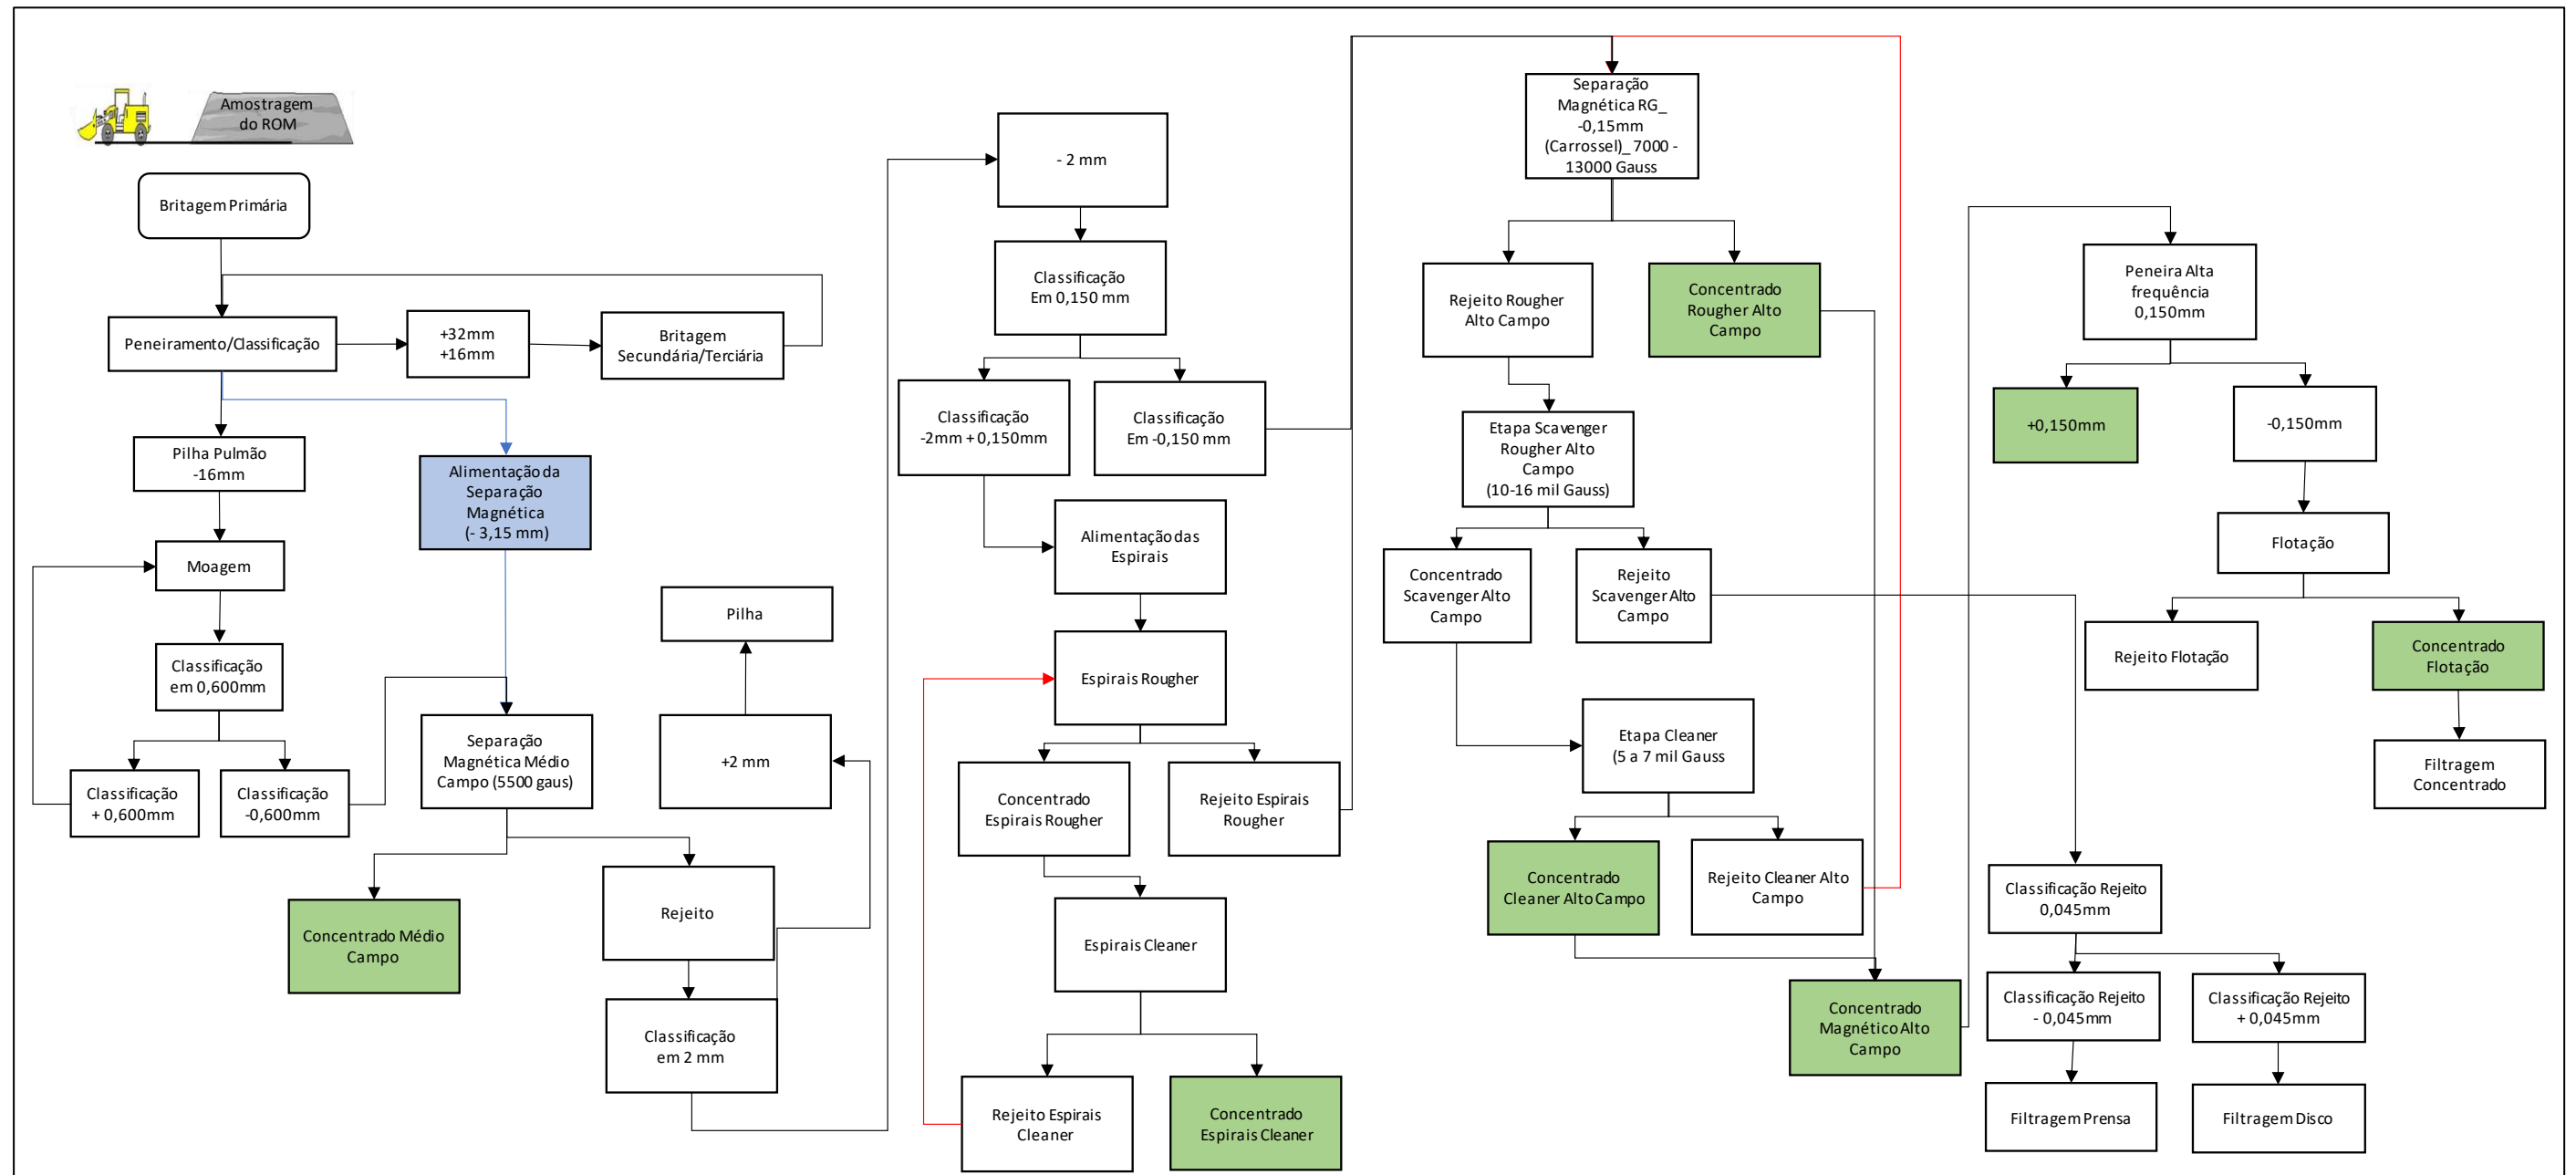 Amostragem
do ROM
Britagem Primária
Peneiramento/Classificação
+32mm
+16mm
Britagem
Secundária/Terciária
Pilha Pulmão
-16mm
Alimentação da
Separação
Magnética
(- 3,15 mm)
Moagem
Classificação
em 0,600mm
Classificação
+ 0,600mm
Classificação
-0,600mm
Separação
Magnética Médio
Campo (5500 gaus)
Concentrado Médio
Campo
Rejeito
Classificação
em 2 mm
Pilha
+2 mm
- 2 mm
Classificação
Em 0,150 mm
Classificação
-2mm + 0,150mm
Classificação
Em -0,150 mm
Alimentação das
Espirais
Espirais Rougher
Concentrado
Espirais Rougher
Rejeito Espirais
Rougher
Espirais Cleaner
Rejeito Espirais
Cleaner
Concentrado
Espirais Cleaner
Separação
Magnética RG_
-0,15mm
(Carrossel)_ 7000 -
13000 Gauss
Rejeito Rougher
Alto Campo
Concentrado
Rougher Alto
Campo
Etapa Scavenger
Rougher Alto
Campo
(10-16 mil Gauss)
Concentrado
Scavenger Alto
Campo
Rejeito
Scavenger Alto
Campo
Etapa Cleaner
(5 a 7 mil Gauss
Concentrado
Cleaner Alto Campo
Rejeito Cleaner Alto
Campo
Concentrado
Magnético Alto
Campo
Peneira Alta
frequência
0,150mm
+0,150mm
-0,150mm
Flotação
Rejeito Flotação
Concentrado
Flotação
Filtragem
Concentrado
Classificação Rejeito
0,045mm
Classificação Rejeito
- 0,045mm
Classificação Rejeito
+ 0,045mm
Filtragem Prensa
Filtragem Disco